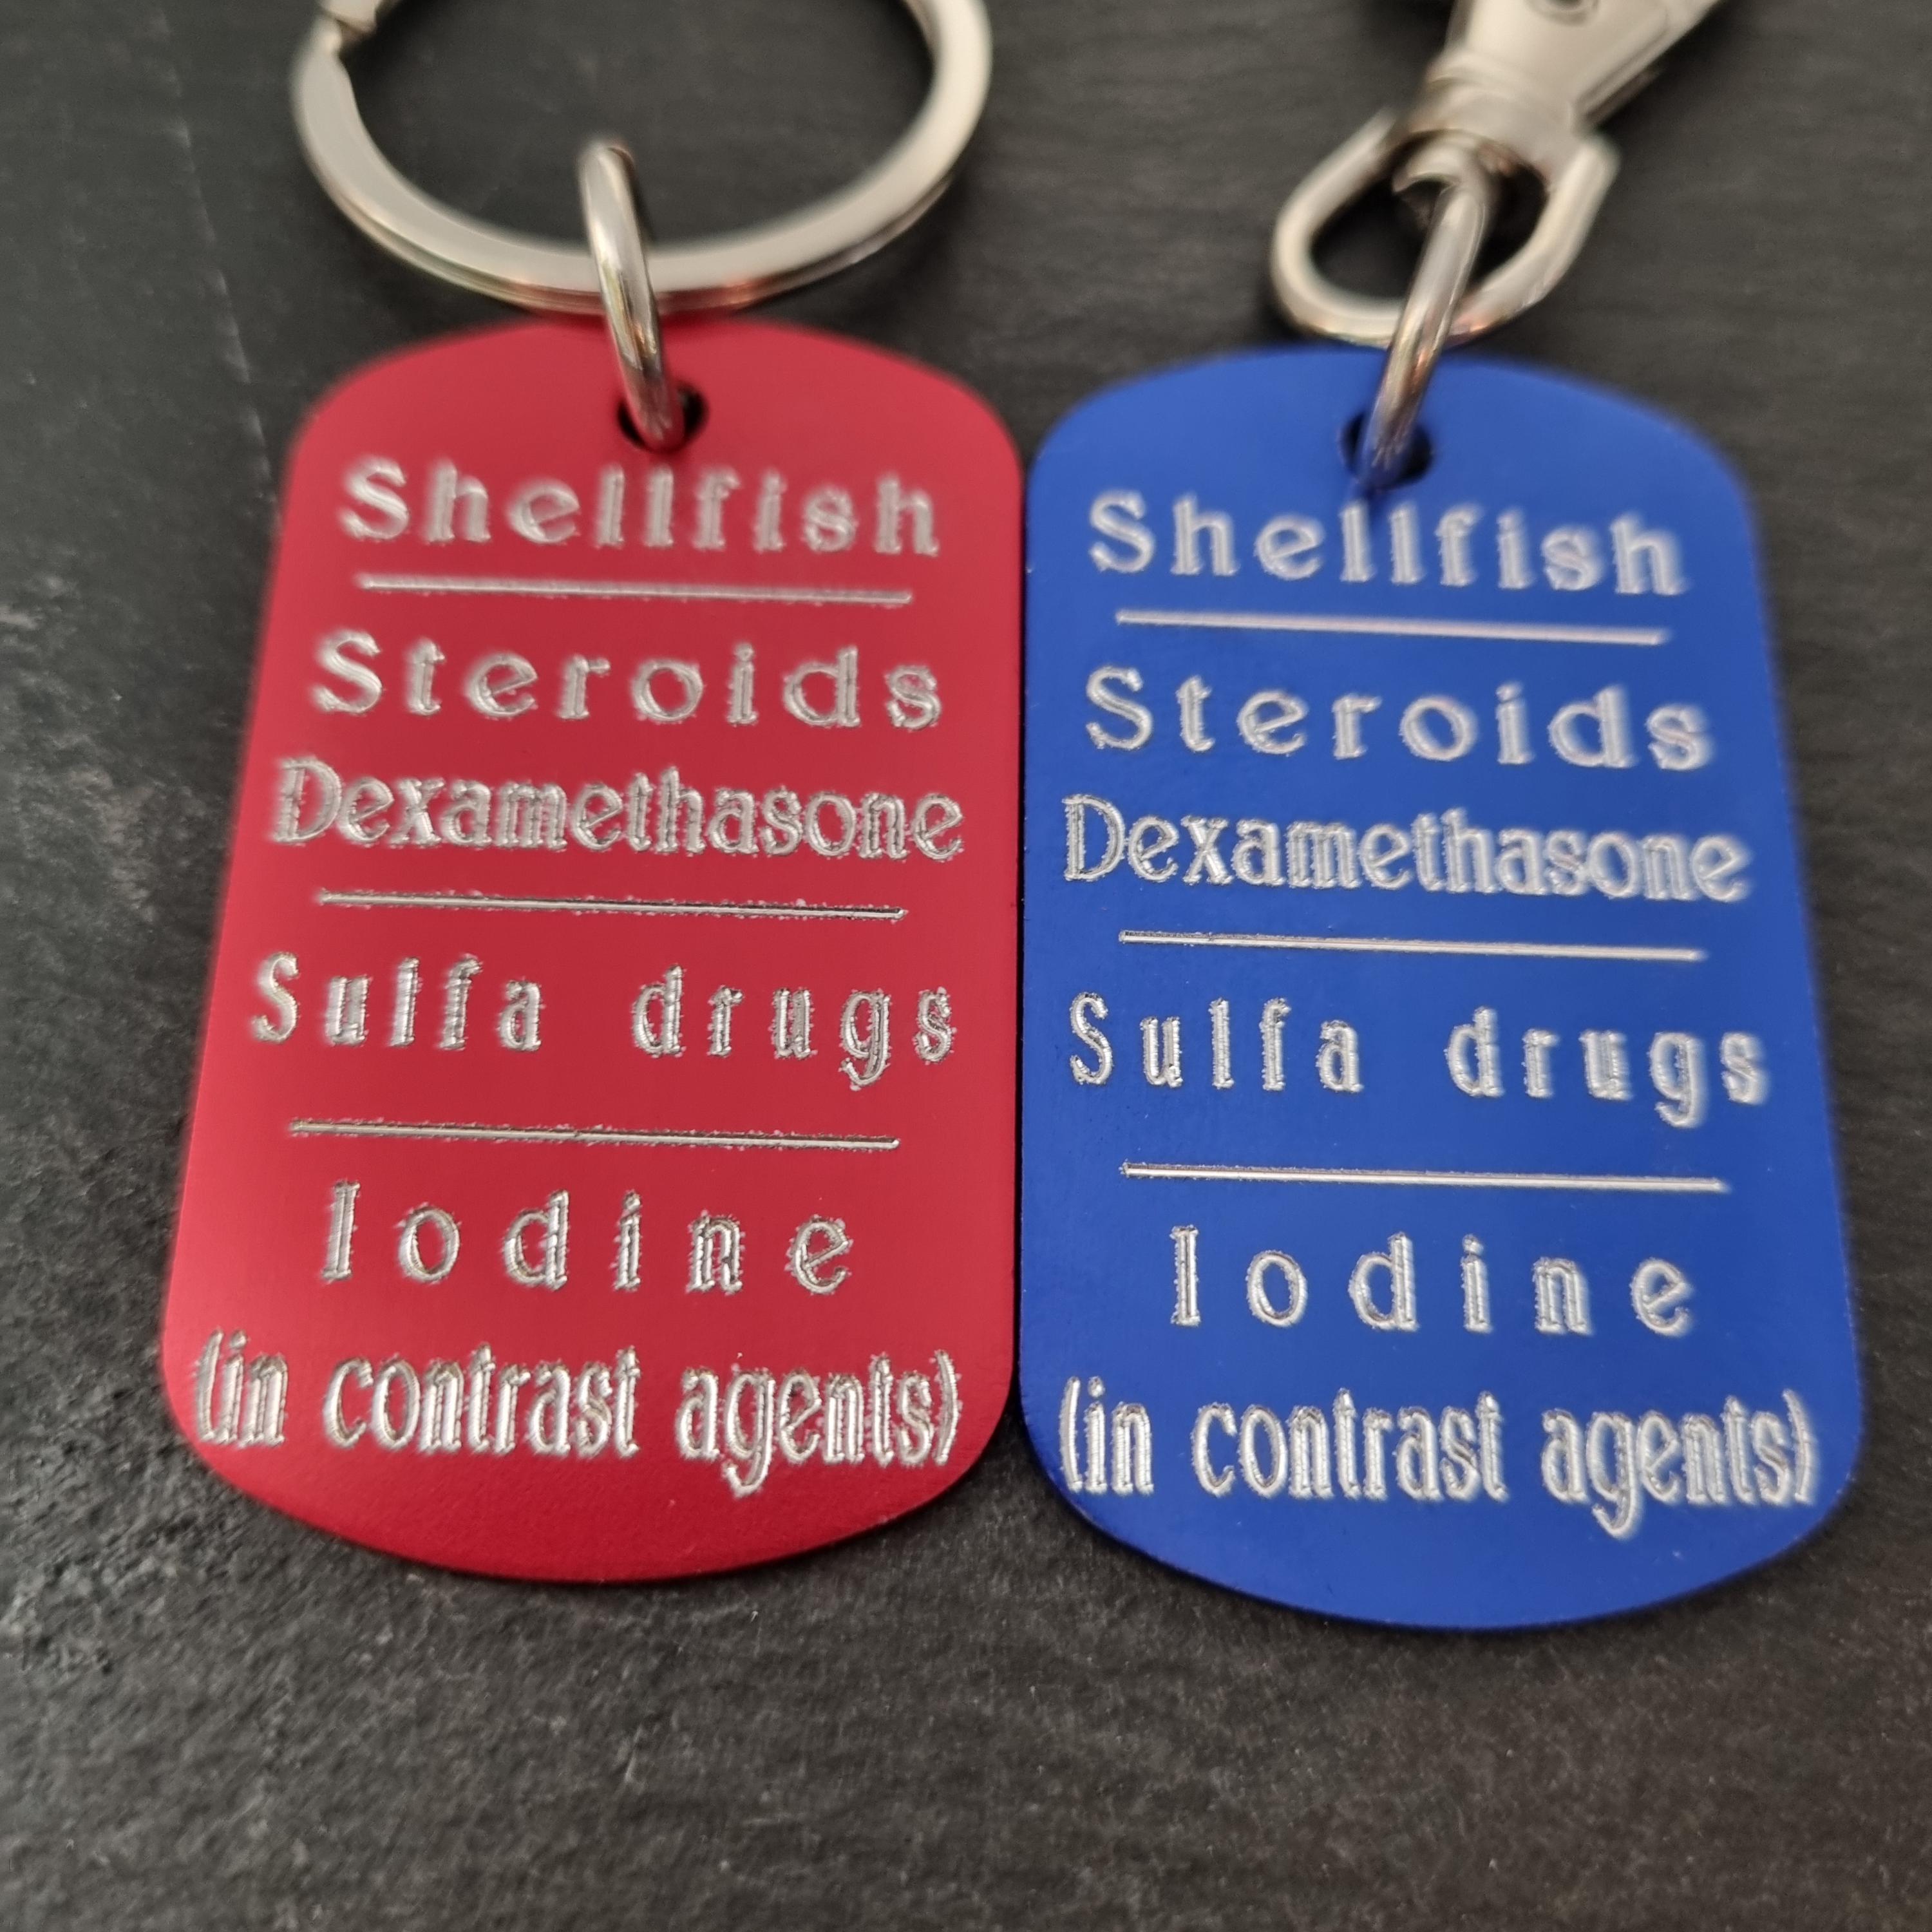 Shellfish
Steroids
Dexamethasone
Sulfa drugs
Iodine
(in contrast agents)
Shellfish
Steroids
Dexamethasone
Sulfa drugs
Iodine
(in contrast agents)